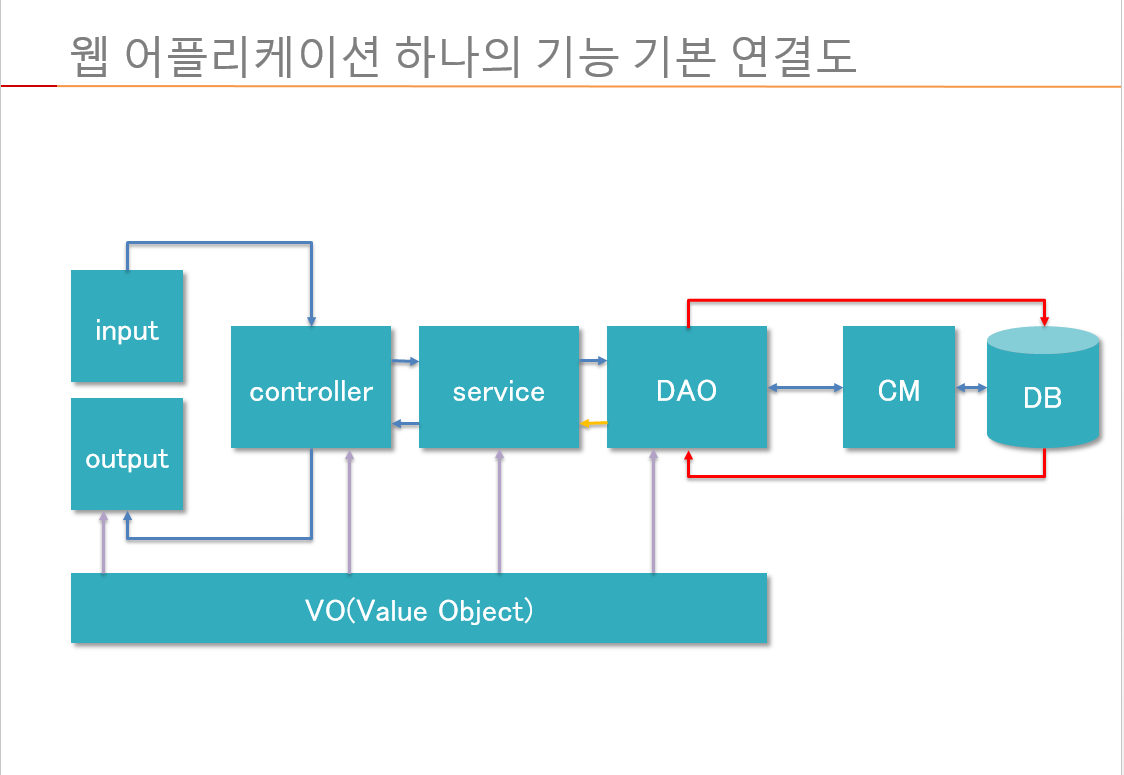 웹 어플리케이션 하나의 기능 기본 연결도
input
output
controller
service
DAO
CM
DB
VO(Value Object)